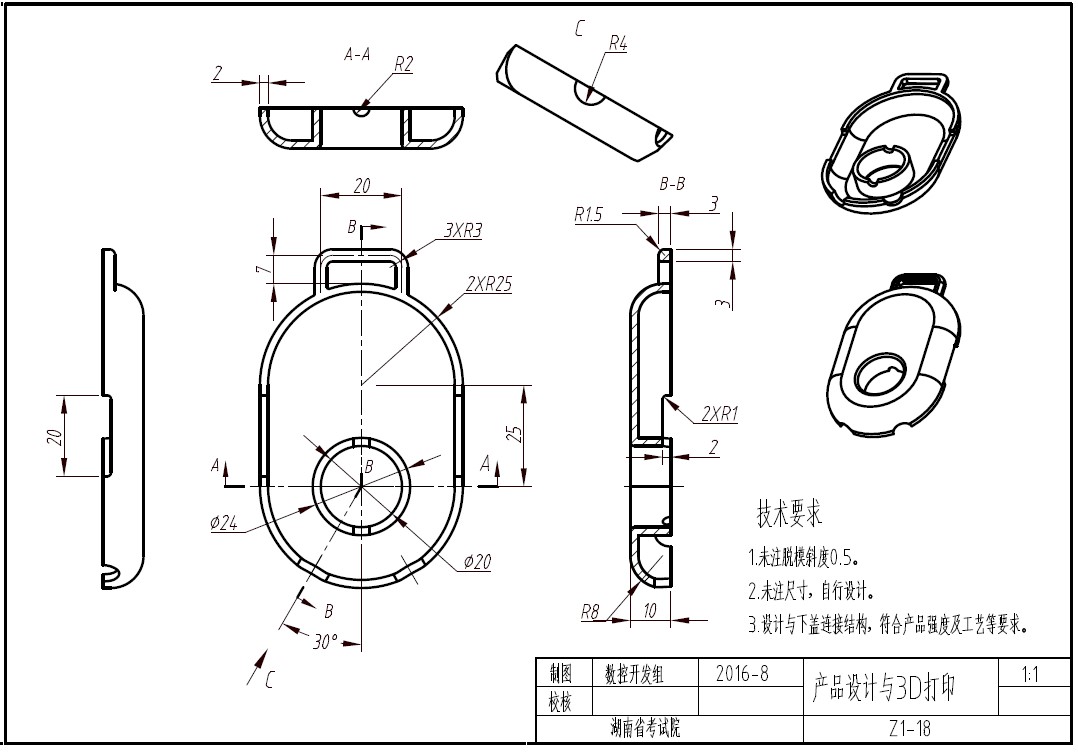 A-A
2
R2
C
R4
B-B
20
B
3XR3
7
2XR25
R1.5
3
3
20
25
2XR1
2
A
A
B
Φ24
Φ20
B
30°
C
R8
10
技术要求
1.未注脱模斜度0.5。
2.未注尺寸，自行设计。
3.设计与下盖连接结构，符合产品强度及工艺等要求。
制图 数控开发组 2016-8 产品设计与3D打印 1:1
校核
湖南省考试院 Z1-18